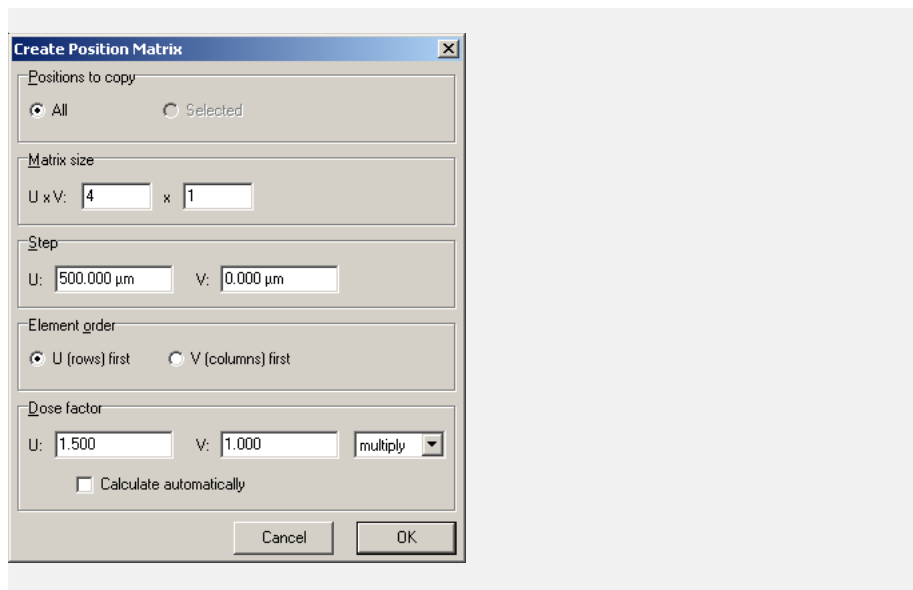 Create Position Matrix
Positions to copy
All Selected
Matrix size
U x V: 4 x 1
Step
U: 500.000 µm V: 0.000 µm
Element order
U (rows) first V (columns) first
Dose factor
U: 1.500 V: 1.000 multiply
Calculate automatically
Cancel OK